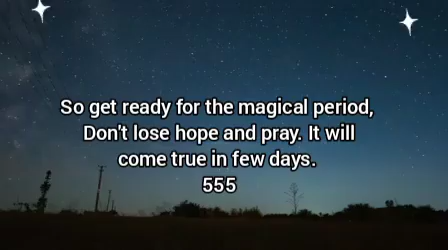 So get ready for the magical period,
Don't lose hope and pray. It will
come true in few days.
555